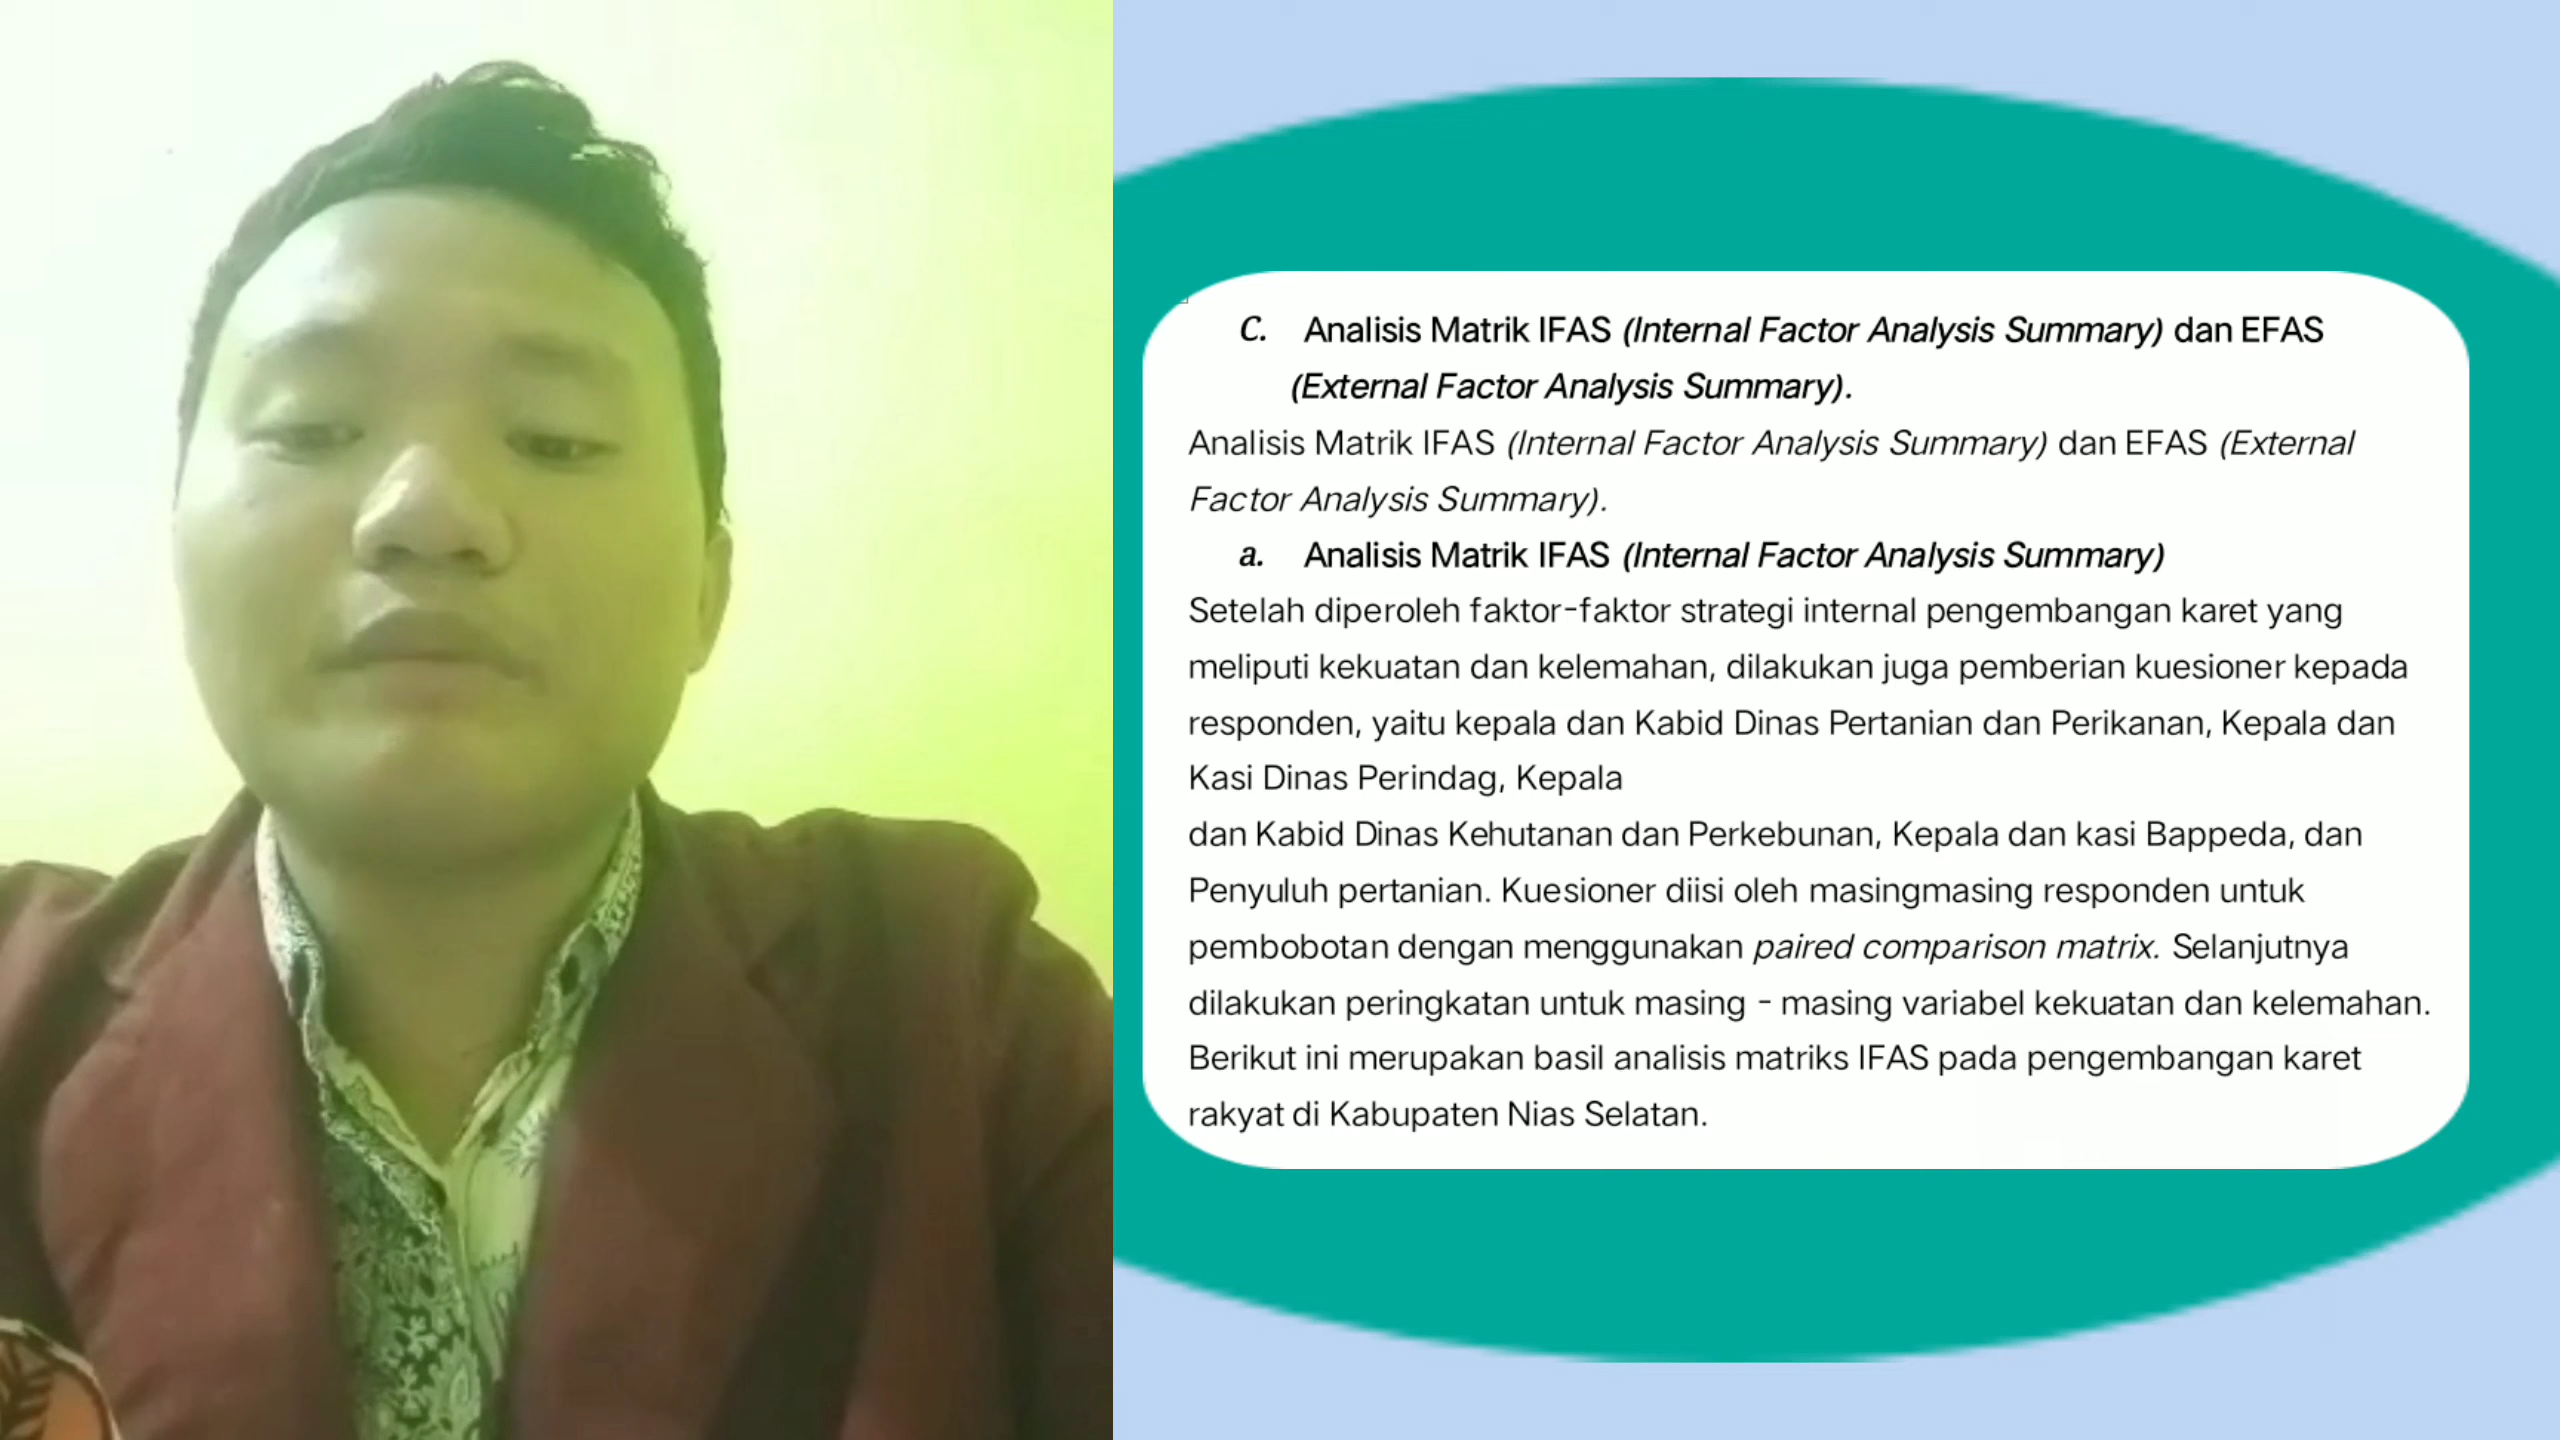 C. Analisis Matrik IFAS (Internal Factor Analysis Summary) dan EFAS
(External Factor Analysis Summary).
Analisis Matrik IFAS (Internal Factor Analysis Summary) dan EFAS (External
Factor Analysis Summary).
a. Analisis Matrik IFAS (Internal Factor Analysis Summary)
Setelah diperoleh faktor-faktor strategi internal pengembangan karet yang
meliputi kekuatan dan kelemahan, dilakukan juga pemberian kuesioner kepada
responden, yaitu kepala dan Kabid Dinas Pertanian dan Perikanan, Kepala dan
Kasi Dinas Perindag, Kepala
dan Kabid Dinas Kehutanan dan Perkebunan, Kepala dan kasi Bappeda, dan
Penyuluh pertanian. Kuesioner diisi oleh masingmasing responden untuk
pembobotan dengan menggunakan paired comparison matrix. Selanjutnya
dilakukan peringkatan untuk masing - masing variabel kekuatan dan kelemahan.
Berikut ini merupakan basil analisis matriks IFAS pada pengembangan karet
rakyat di Kabupaten Nias Selatan.